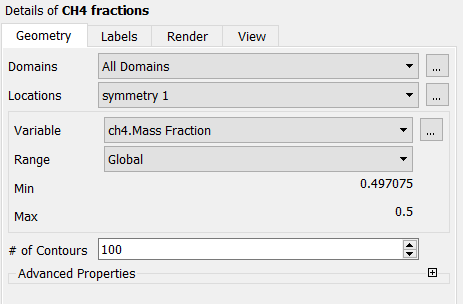 Details of CH4 fractions
Geometry Labels Render View
Domains All Domains ...
Locations symmetry 1 ...
Variable ch4.Mass Fraction ...
Range Global
Min 0.497075
Max 0.5
# of Contours 100
Advanced Properties